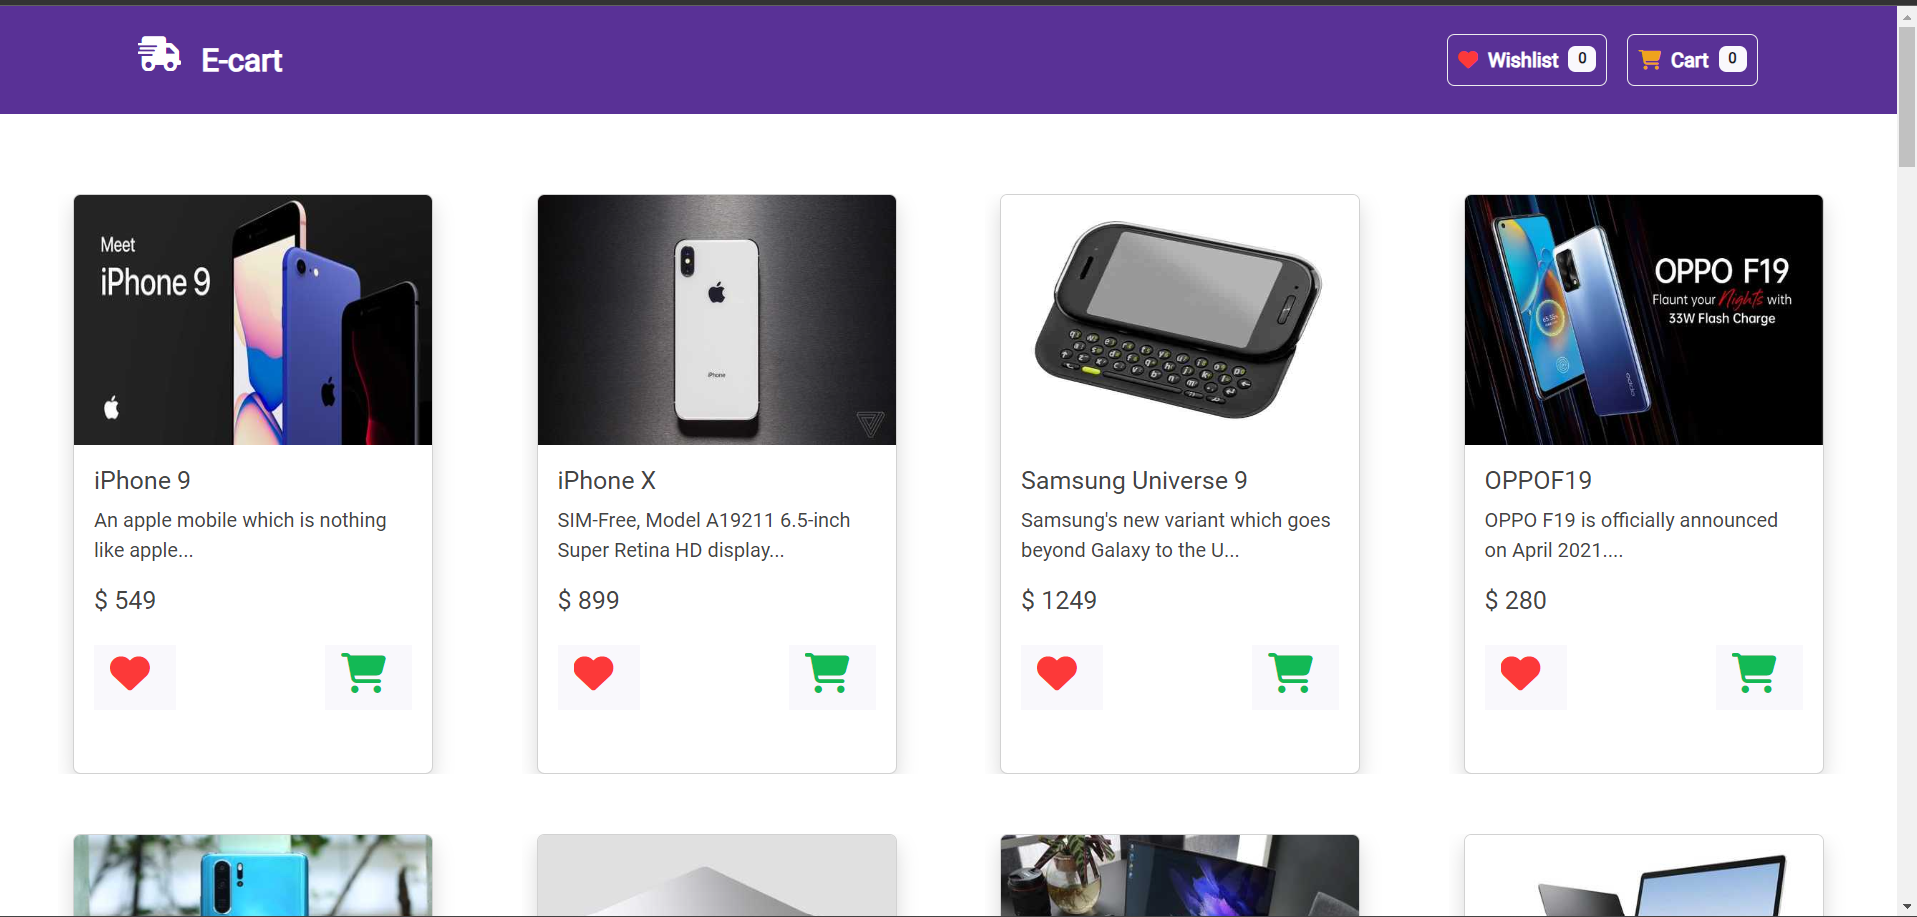 E-cart
Wishlist 0
Cart 0
Meet
iPhone 9
iPhone
OPPO F19
Flaunt your Nights with
33W Flash Charge
iPhone 9
An apple mobile which is nothing
like apple...
$ 549
iPhone X
SIM-Free, Model A19211 6.5-inch
Super Retina HD display...
$ 899
Samsung Universe 9
Samsung's new variant which goes
beyond Galaxy to the U...
$ 1249
OPPOF19
OPPO F19 is officially announced
on April 2021....
$ 280